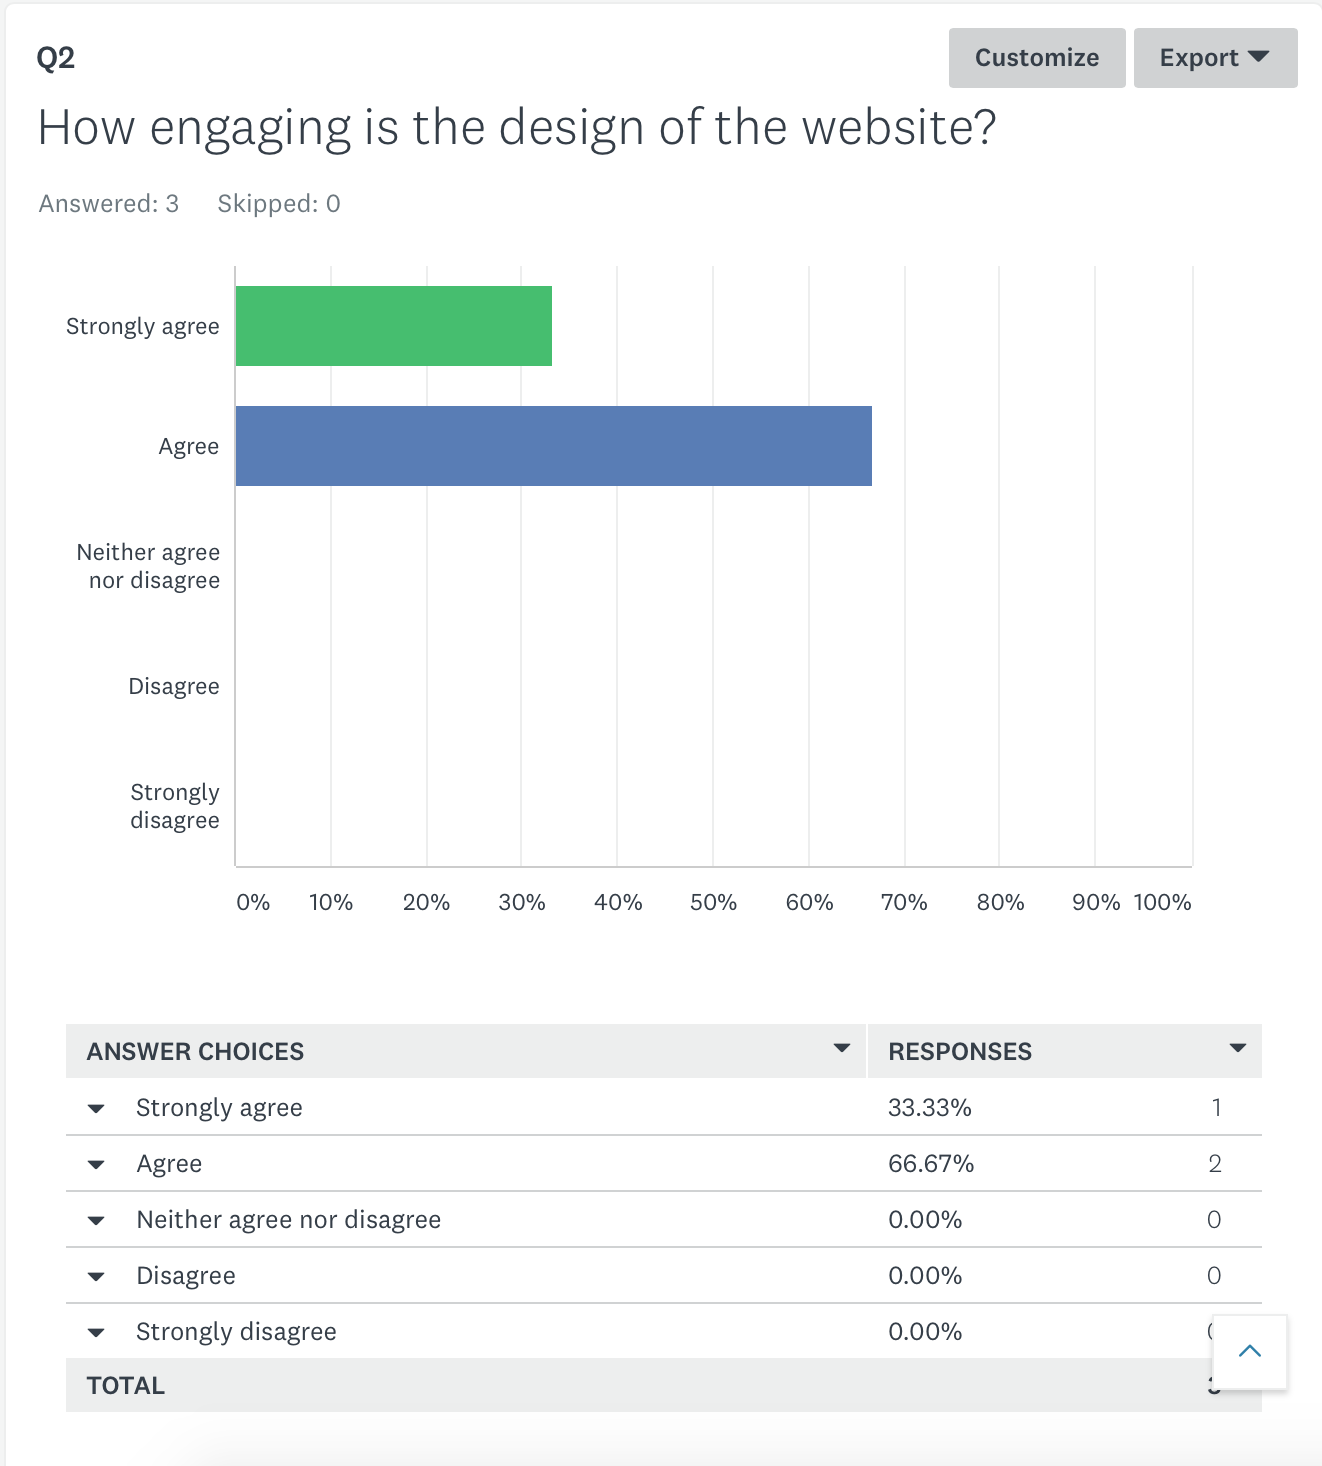 Q2
Customize
Export
How engaging is the design of the website?
Answered: 3 Skipped: 0
Strongly agree
Agree
Neither agree
nor disagree
Disagree
Strongly
disagree
0% 10% 20% 30% 40% 50% 60% 70% 80% 90% 100%
ANSWER CHOICES RESPONSES
Strongly agree 33.33% 1
Agree 66.67% 2
Neither agree nor disagree 0.00% 0
Disagree 0.00% 0
Strongly disagree 0.00%
TOTAL